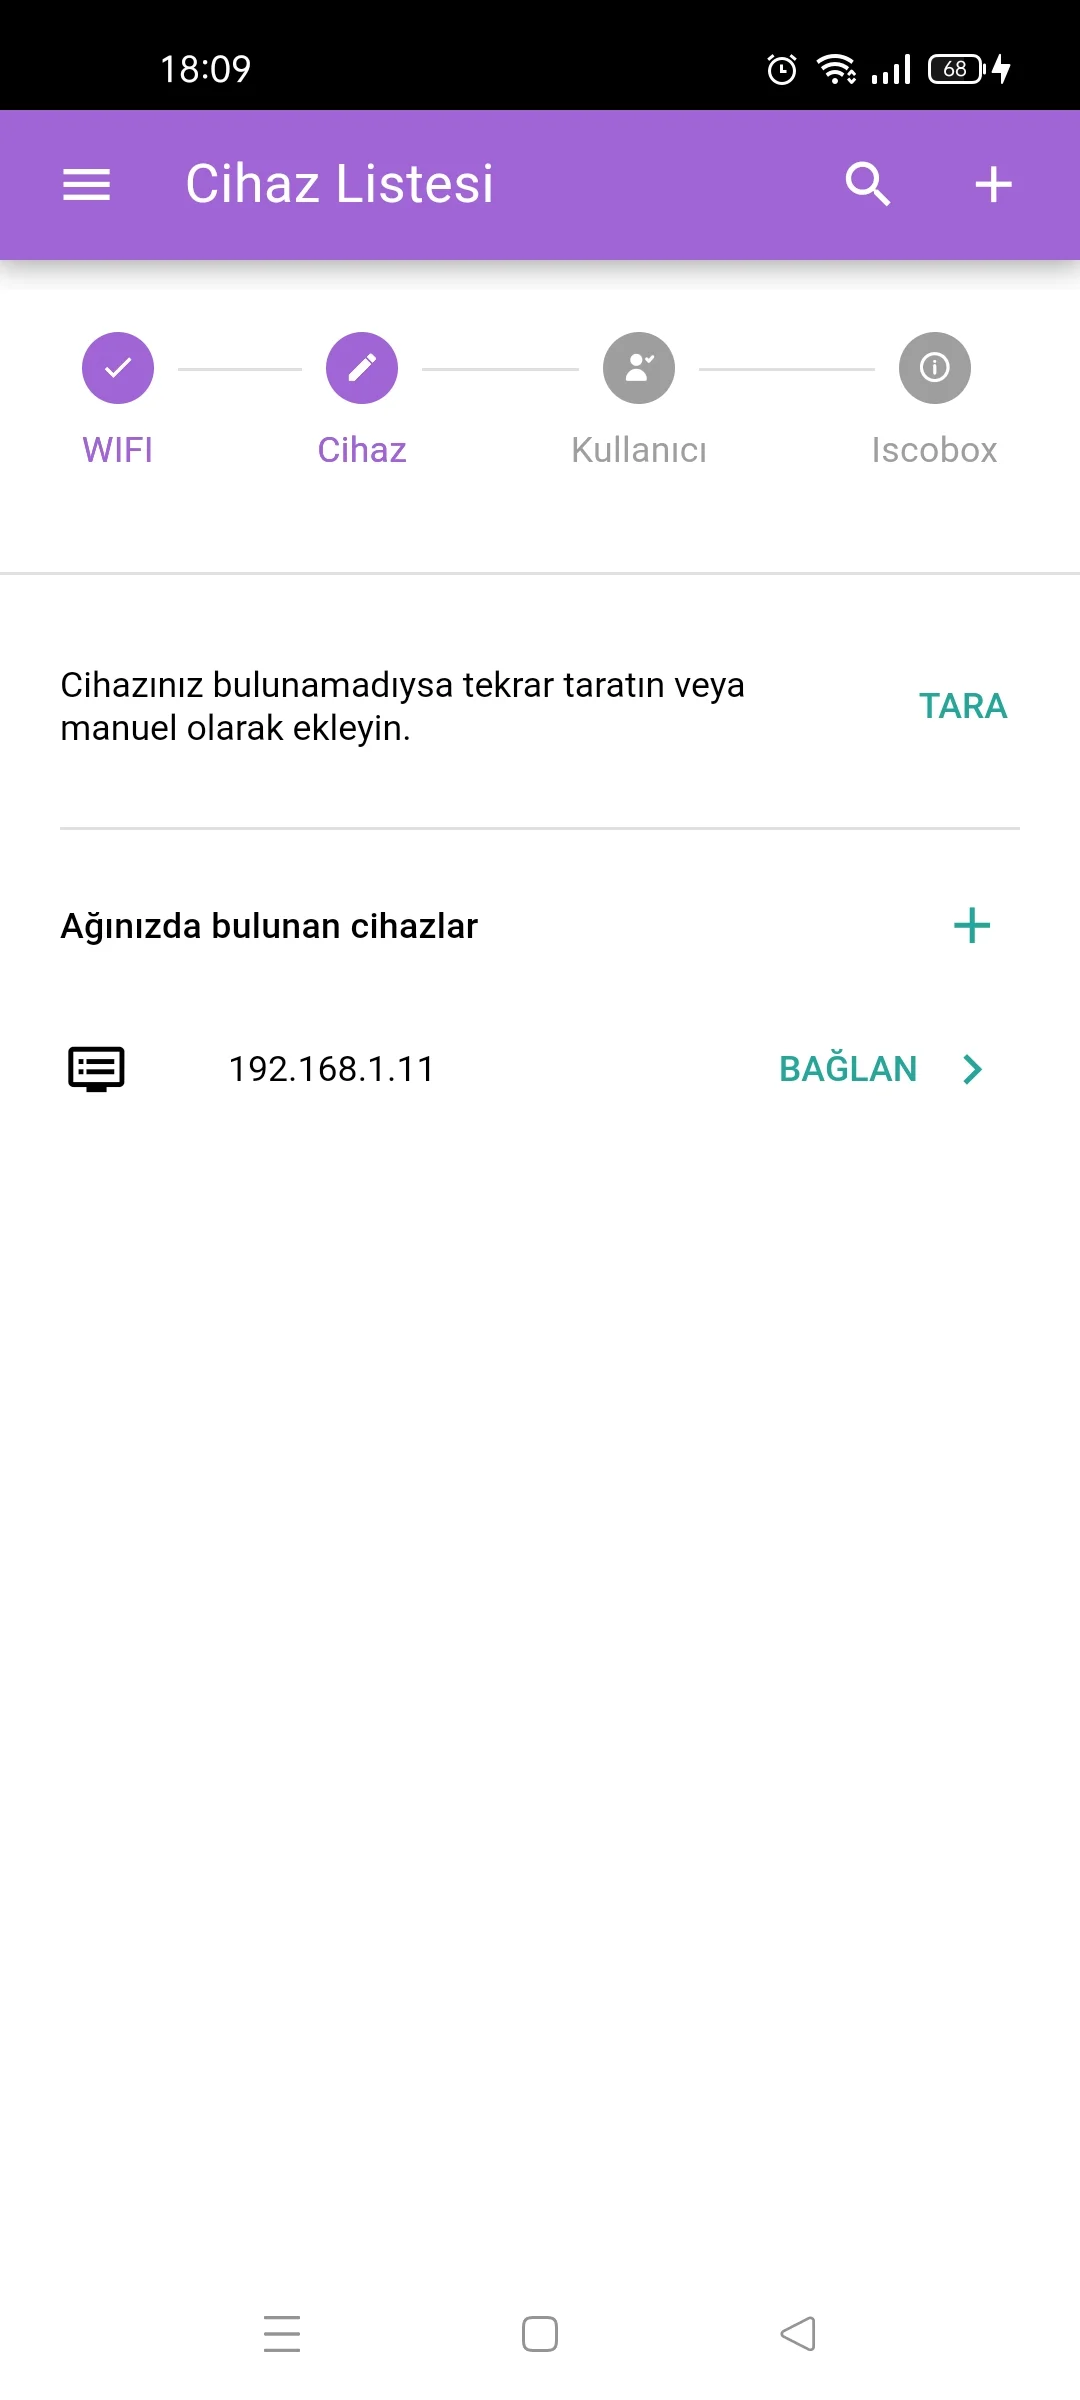 18:09
68
Cihaz Listesi
WIFI
Cihaz
Kullanıcı
Iscobox
Cihazınız bulunamadıysa tekrar taratın veya
manuel olarak ekleyin.
TARA
Ağınızda bulunan cihazlar
192.168.1.11
BAĞLAN